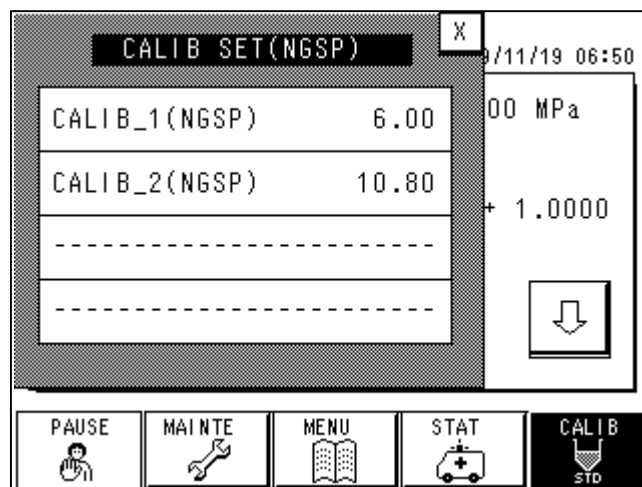 CALIB SET(NGSP)
X
/11/19 06:50
CALIB_1(NGSP) 6.00
00 MPa
CALIB_2(NGSP) 10.80
+ 1.0000
------------------------
------------------------
PAUSE
MAINTE
MENU
STAT
CALIB
STD